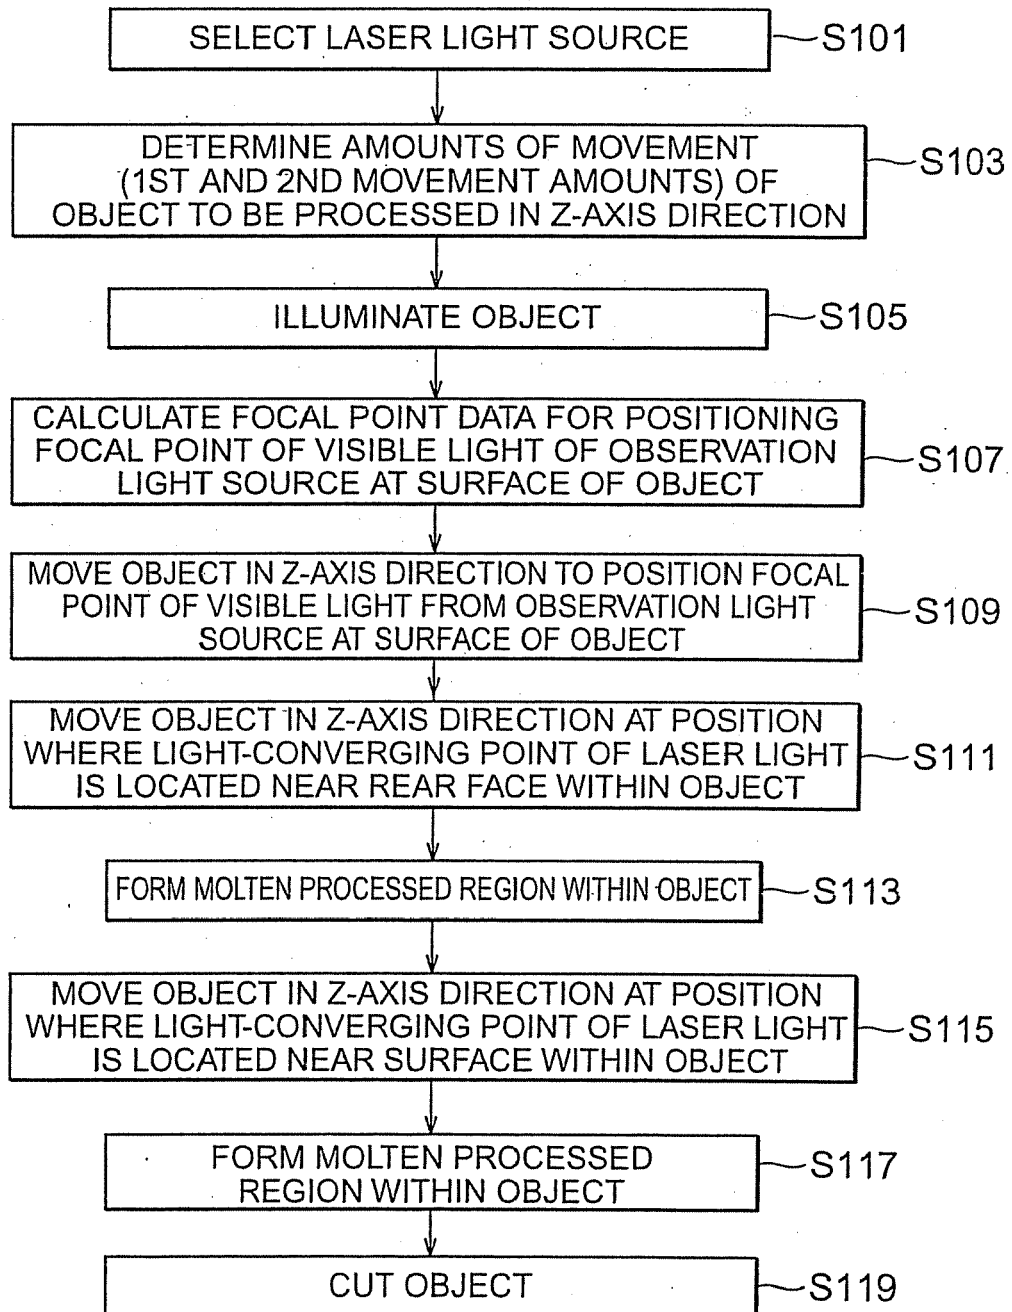 SELECT LASER LIGHT SOURCE
S101
DETERMINE AMOUNTS OF MOVEMENT
(1ST AND 2ND MOVEMENT AMOUNTS) OF
OBJECT TO BE PROCESSED IN Z-AXIS DIRECTION
S103
ILLUMINATE OBJECT
S105
CALCULATE FOCAL POINT DATA FOR POSITIONING
FOCAL POINT OF VISIBLE LIGHT OF OBSERVATION
LIGHT SOURCE AT SURFACE OF OBJECT
S107
MOVE OBJECT IN Z-AXIS DIRECTION TO POSITION FOCAL
POINT OF VISIBLE LIGHT FROM OBSERVATION LIGHT
SOURCE AT SURFACE OF OBJECT
S109
MOVE OBJECT IN Z-AXIS DIRECTION AT POSITION
WHERE LIGHT-CONVERGING POINT OF LASER LIGHT
IS LOCATED NEAR REAR FACE WITHIN OBJECT
S111
FORM MOLTEN PROCESSED REGION WITHIN OBJECT
S113
MOVE OBJECT IN Z-AXIS DIRECTION AT POSITION
WHERE LIGHT-CONVERGING POINT OF LASER LIGHT
IS LOCATED NEAR SURFACE WITHIN OBJECT
S115
FORM MOLTEN PROCESSED
REGION WITHIN OBJECT
S117
CUT OBJECT
S119